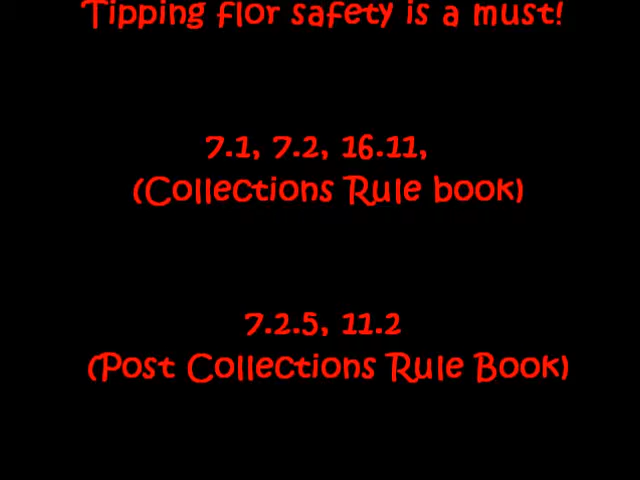 Tipping flor safety is a must!
7.1, 7.2, 16.11,
(Collections Rule book)
7.2.5, 11.2
(Post Collections Rule Book)